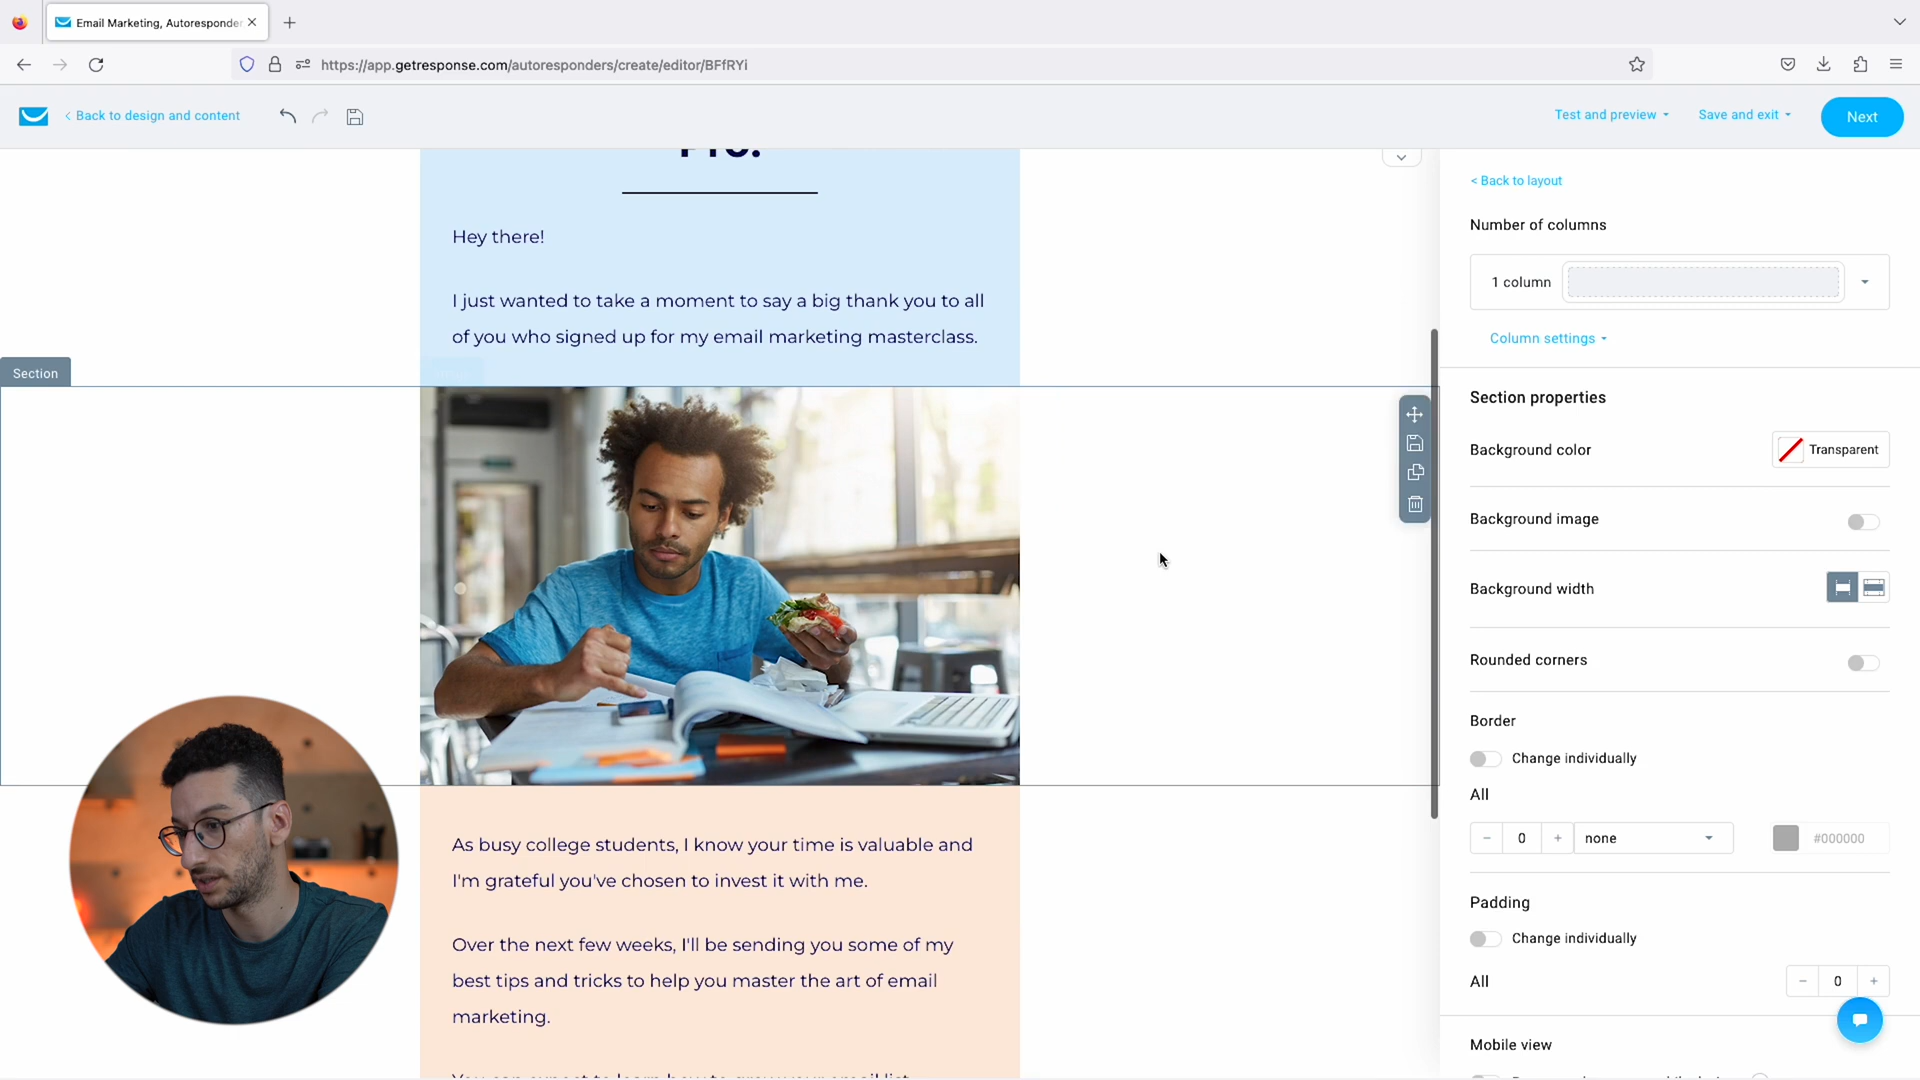 Email Marketing, Autoresponder
https://app.getresponse.com/autoresponders/create/editor/BFfRYi
< Back to design and content
Test and preview
Save and exit
Next
Hey there!
I just wanted to take a moment to say a big thank you to all
of you who signed up for my email marketing masterclass.
Section
As busy college students, I know your time is valuable and
I'm grateful you've chosen to invest it with me.
Over the next few weeks, I'll be sending you some of my
best tips and tricks to help you master the art of email
marketing.
< Back to layout
Number of columns
1 column
Column settings
Section properties
Background color
Transparent
Background image
Background width
Rounded corners
Border
Change individually
All
- 0 +
none
#000000
Padding
Change individually
All
- 0 +
Mobile view